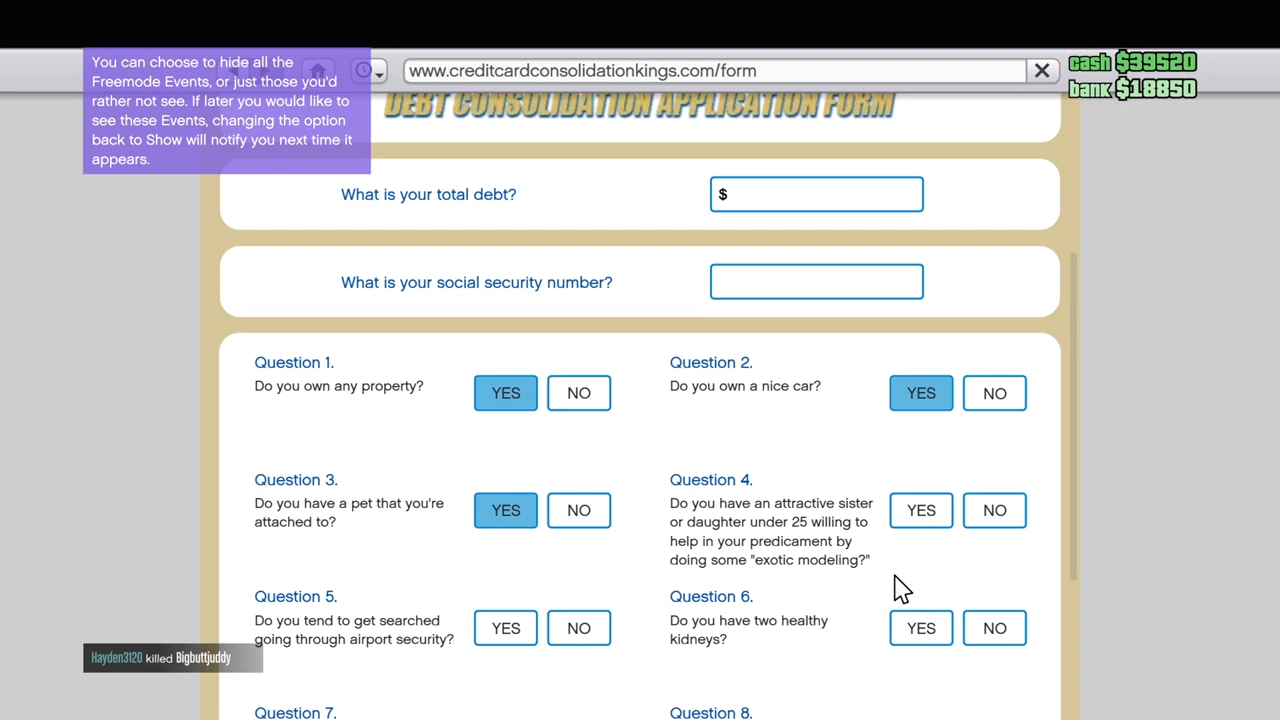 You can choose to hide all the
Freemode Events, or just those you'd
rather not see. If later you would like to
see these Events, changing the option
back to Show will notify you next time it
appears.
www.creditcardconsolidationkings.com/form
cash $39520
bank $18850
DEBT CONSOLIDATION APPLICATION FORM
What is your total debt?
$
What is your social security number?
Question 1.
Do you own any property?
YES NO
Question 2.
Do you own a nice car?
YES NO
Question 3.
Do you have a pet that you're
attached to?
YES NO
Question 4.
Do you have an attractive sister
or daughter under 25 willing to
help in your predicament by
doing some "exotic modeling?"
YES NO
Question 5.
Do you tend to get searched
going through airport security?
YES NO
Question 6.
Do you have two healthy
kidneys?
YES NO
Hayden3120 killed Bigbuttjuddy
Question 7.
Question 8.